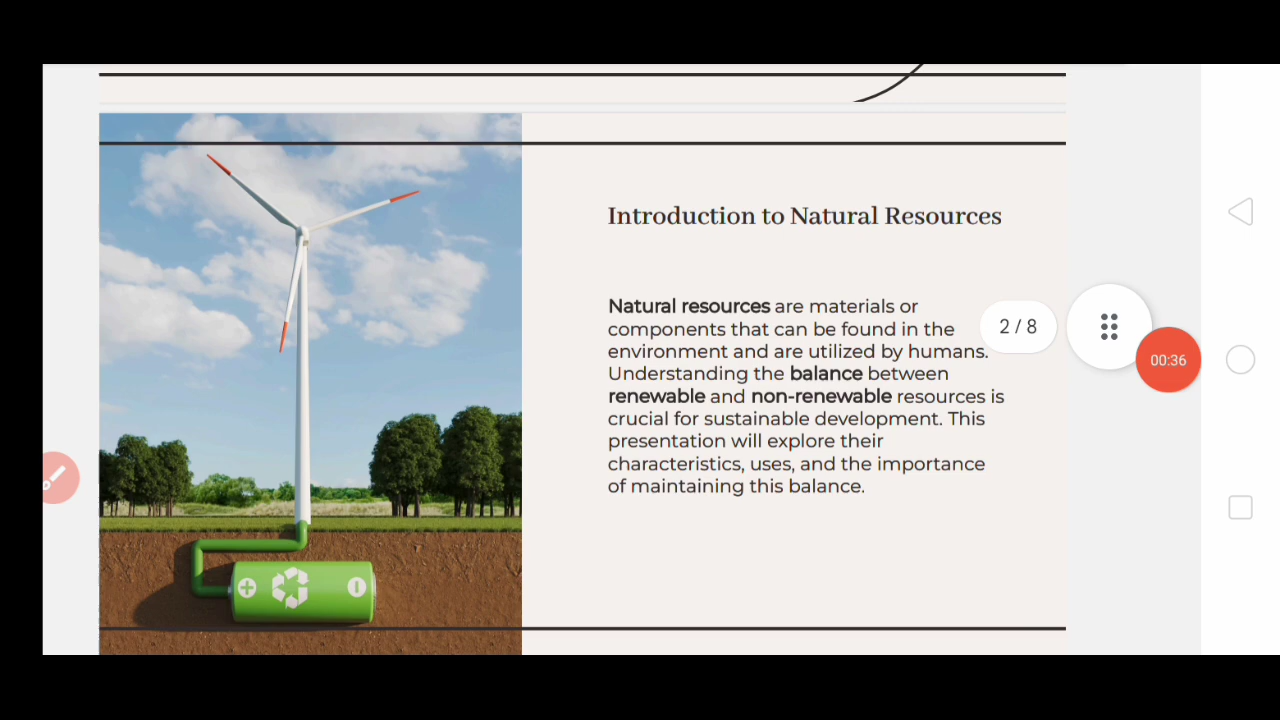 Introduction to Natural Resources
Natural resources are materials or
components that can be found in the
environment and are utilized by humans.
Understanding the balance between
renewable and non-renewable resources is
crucial for sustainable development. This
presentation will explore their
characteristics, uses, and the importance
of maintaining this balance.
2 / 8
00:36